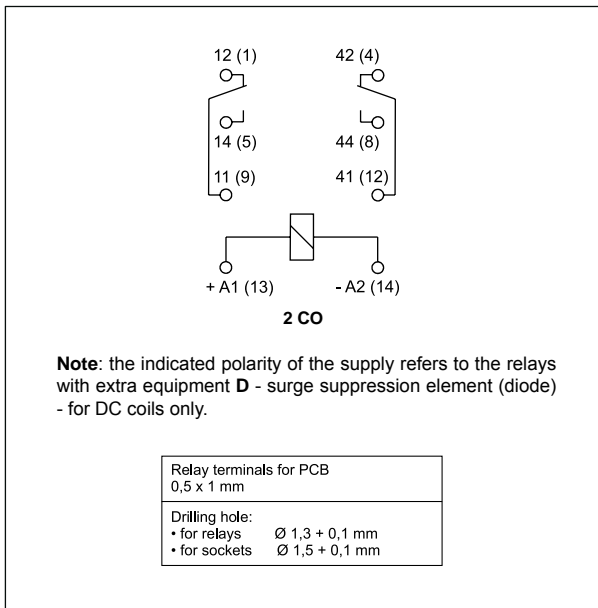 12 (1) 42 (4)
14 (5) 44 (8)
11 (9) 41 (12)
+ A1 (13) - A2 (14)
2 CO
Note: the indicated polarity of the supply refers to the relays
with extra equipment D - surge suppression element (diode)
- for DC coils only.
Relay terminals for PCB
0,5 x 1 mm
Drilling hole:
• for relays Ø 1,3 + 0,1 mm
• for sockets Ø 1,5 + 0,1 mm